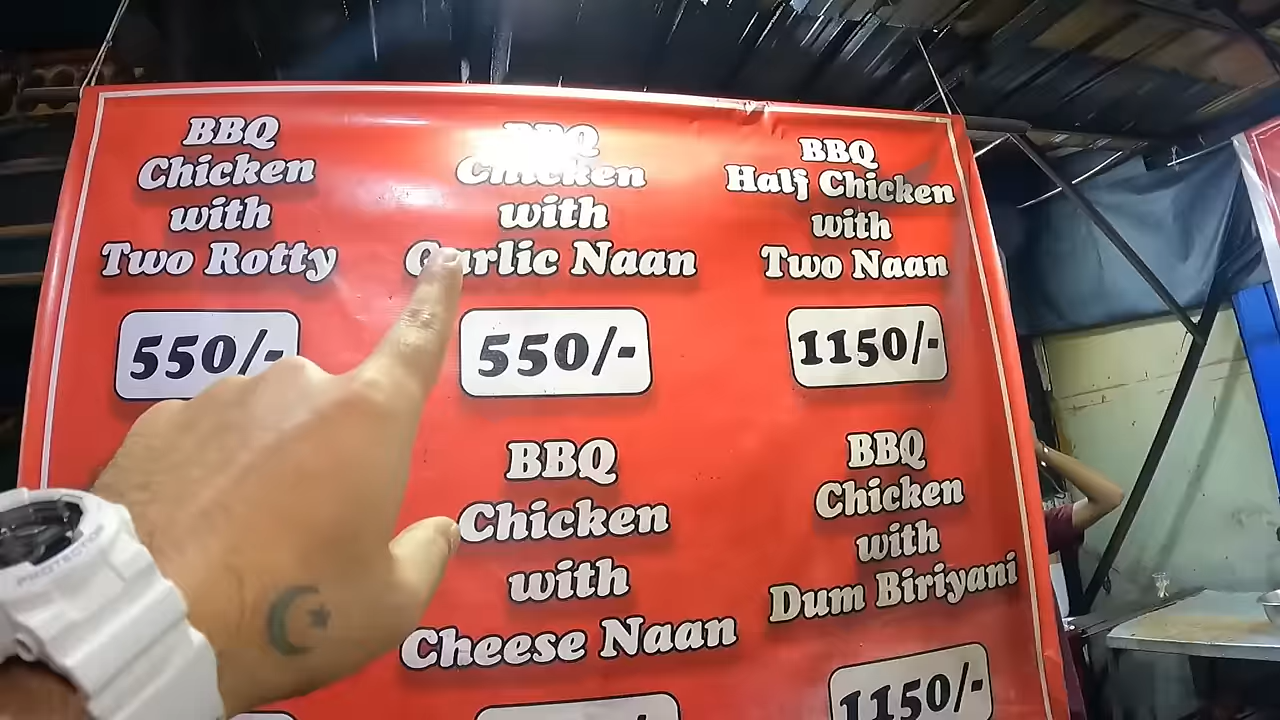 BBQ
Chicken
with
Two Rotty
550/-
BBQ
Chicken
with
Garlic Naan
550/-
BBQ
Half Chicken
with
Two Naan
1150/-
BBQ
Chicken
with
Cheese Naan
BBQ
Chicken
with
Dum Biriyani
1150/-
PROTECTION